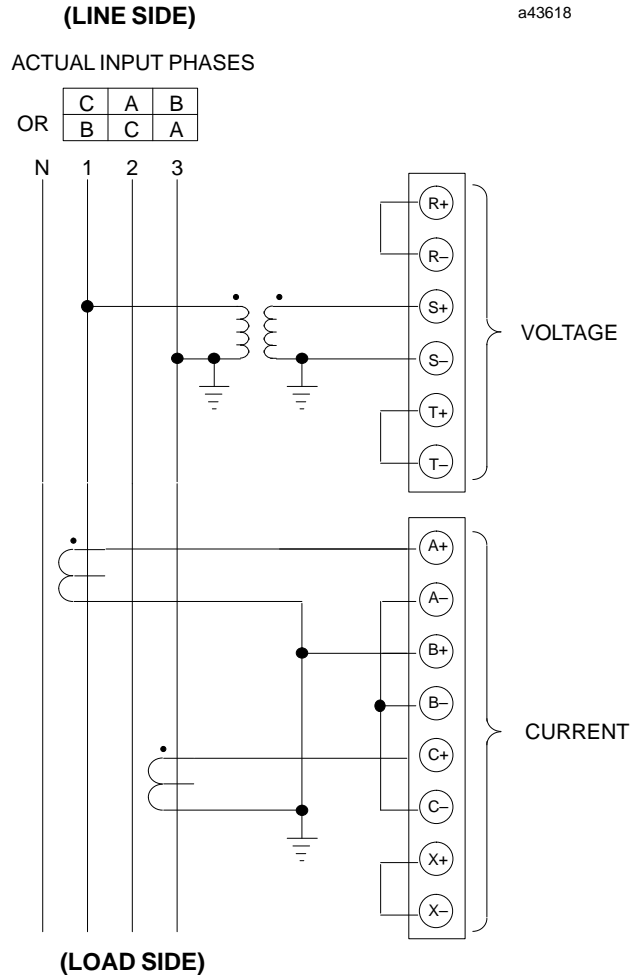 (LINE SIDE)
a43618
ACTUAL INPUT PHASES
C A B
OR
B C A
N 1 2 3
R+
R–
S+
VOLTAGE
S–
T+
T–
A+
A–
B+
B–
CURRENT
C+
C–
X+
X–
(LOAD SIDE)